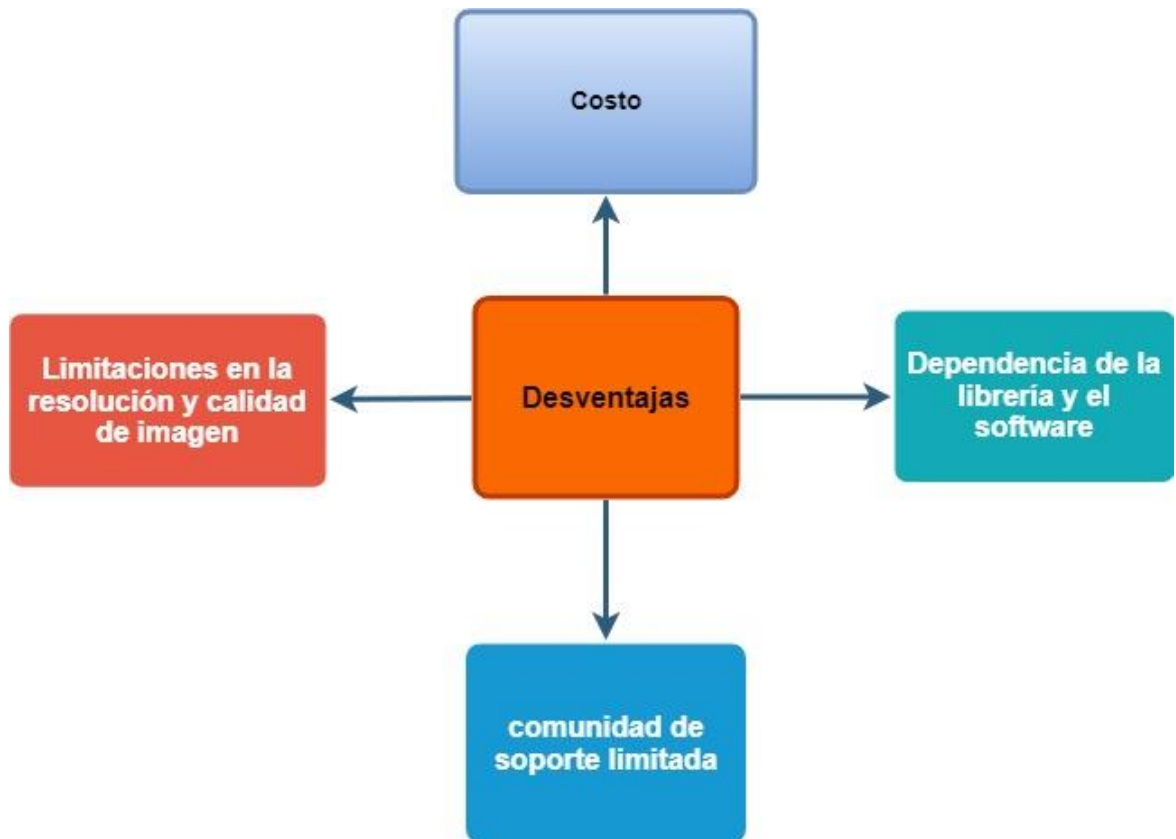 Costo
Limitaciones en la
resolución y calidad
de imagen
Desventajas
Dependencia de la
librería y el
software
comunidad de
soporte limitada